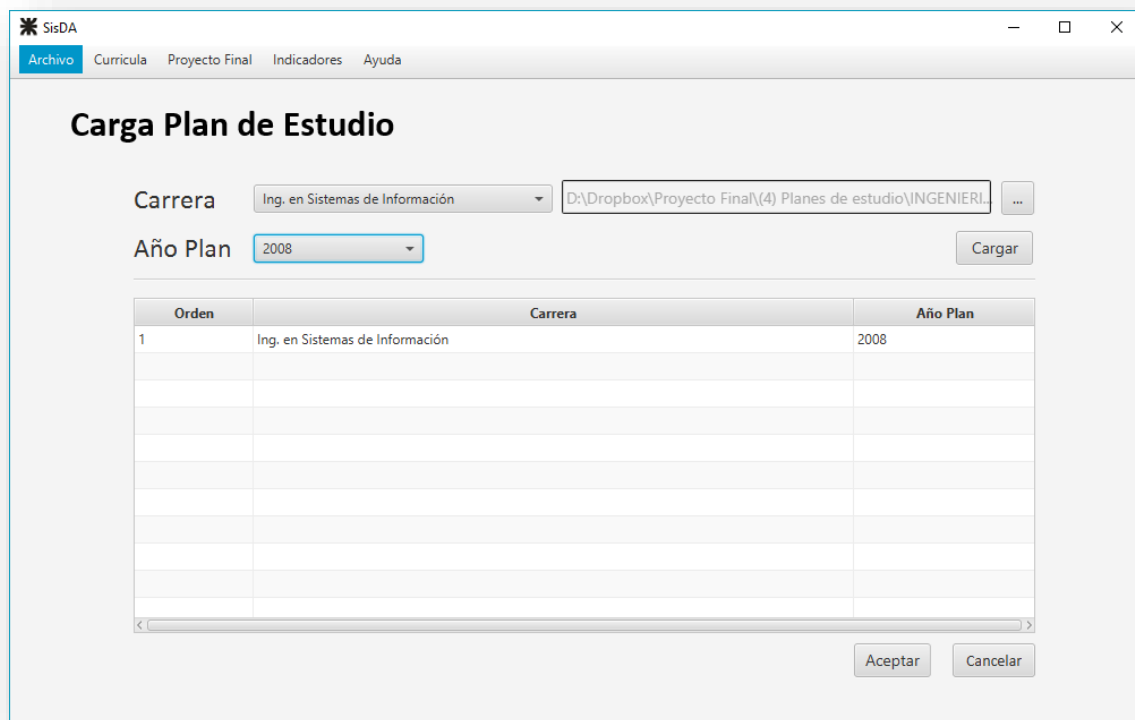 SisDA
Archivo Curricula Proyecto Final Indicadores Ayuda
Carga Plan de Estudio
Carrera Ing. en Sistemas de Información D:\Dropbox\Proyecto Final\(4) Planes de estudio\INGENIERI... ...
Año Plan 2008 Cargar
Orden Carrera Año Plan
1 Ing. en Sistemas de Información 2008
Aceptar Cancelar